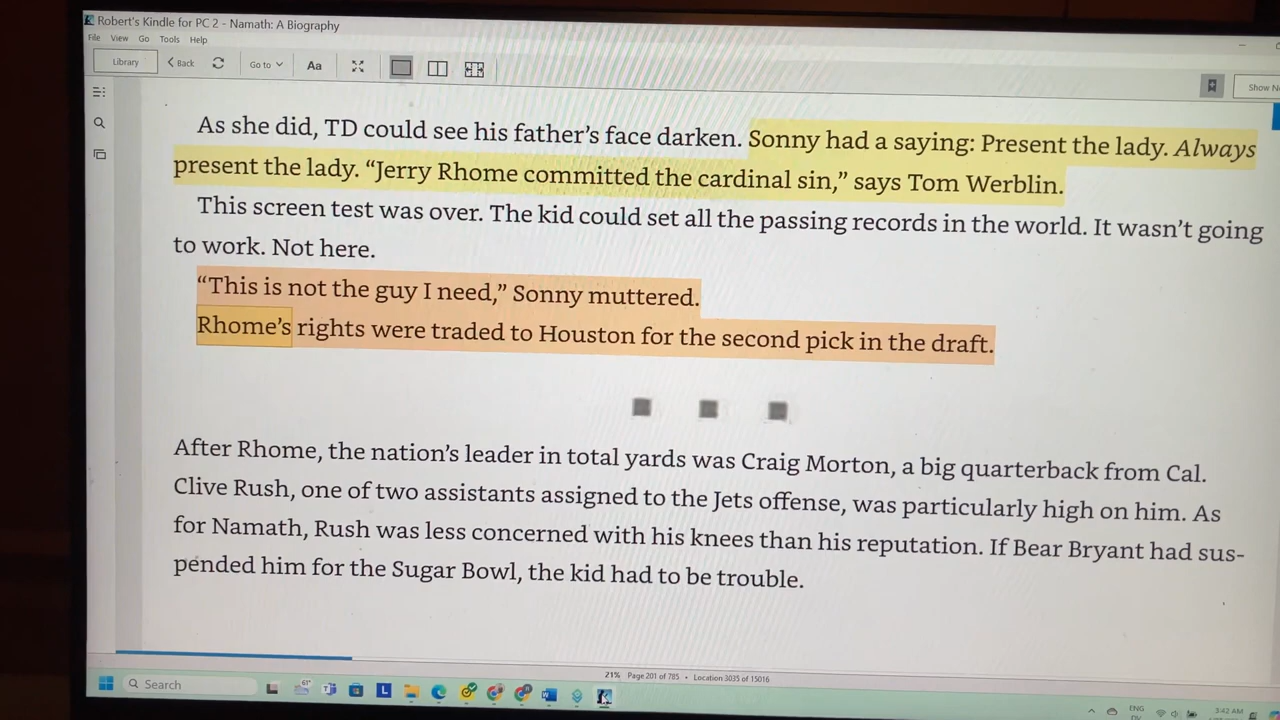 Robert's Kindle for PC 2 - Namath: A Biography
File View Go Tools Help
Library < Back Go to Aa Show
As she did, TD could see his father's face darken. Sonny had a saying: Present the lady. Always
present the lady. “Jerry Rhome committed the cardinal sin,” says Tom Werblin.
This screen test was over. The kid could set all the passing records in the world. It wasn't going
to work. Not here.
“This is not the guy I need,” Sonny muttered.
Rhome's rights were traded to Houston for the second pick in the draft.
After Rhome, the nation's leader in total yards was Craig Morton, a big quarterback from Cal.
Clive Rush, one of two assistants assigned to the Jets offense, was particularly high on him. As
for Namath, Rush was less concerned with his knees than his reputation. If Bear Bryant had sus-
pended him for the Sugar Bowl, the kid had to be trouble.
21% Page 201 of 785 • Location 3035 of 15016
Search 61° ENG 3:42 AM